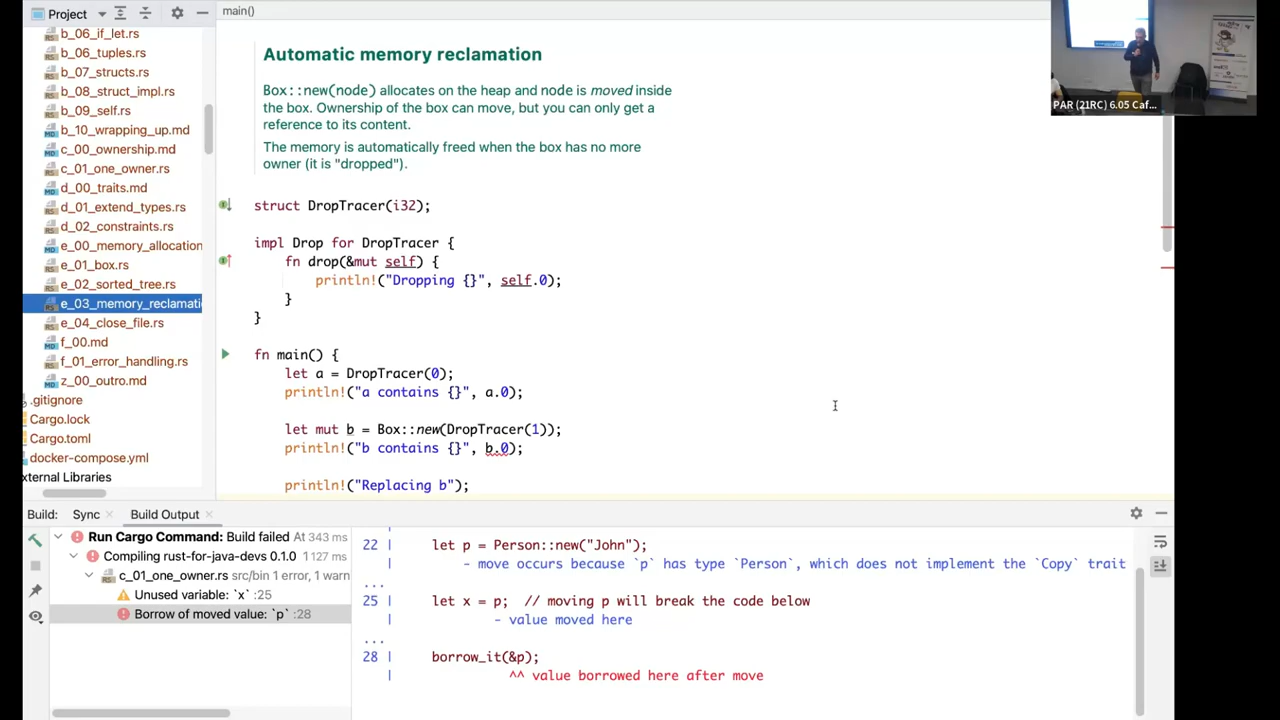 Project
main()
b_06_if_let.rs
b_06_tuples.rs
b_07_structs.rs
b_08_struct_impl.rs
b_09_self.rs
b_10_wrapping_up.md
c_00_ownership.md
c_01_one_owner.rs
d_00_traits.md
d_01_extend_types.rs
d_02_constraints.rs
e_00_memory_allocation
e_01_box.rs
e_02_sorted_tree.rs
e_03_memory_reclamati
e_04_close_file.rs
f_00.md
f_01_error_handling.rs
z_00_outro.md
.gitignore
Cargo.lock
Cargo.toml
docker-compose.yml
xternal Libraries
Automatic memory reclamation
Box::new(node) allocates on the heap and node is moved inside
the box. Ownership of the box can move, but you can only get a
reference to its content.
The memory is automatically freed when the box has no more
owner (it is "dropped").
struct DropTracer(i32);
impl Drop for DropTracer {
fn drop(&mut self) {
println!("Dropping {}", self.0);
}
}
fn main() {
let a = DropTracer(0);
println!("a contains {}", a.0);
let mut b = Box::new(DropTracer(1));
println!("b contains {}", b.0);
println!("Replacing b");
PAR (21RC) 6.05 Caf...
Build: Sync Build Output
Run Cargo Command: Build failed At 343 ms
Compiling rust-for-java-devs 0.1.0 1 127 ms
c_01_one_owner.rs src/bin 1 error, 1 warn
Unused variable: `x` :25
Borrow of moved value: `p` :28
22 | let p = Person::new("John");
| - move occurs because `p` has type `Person`, which does not implement the `Copy` trait
...
25 | let x = p; // moving p will break the code below
| - value moved here
...
28 | borrow_it(&p);
| ^^ value borrowed here after move